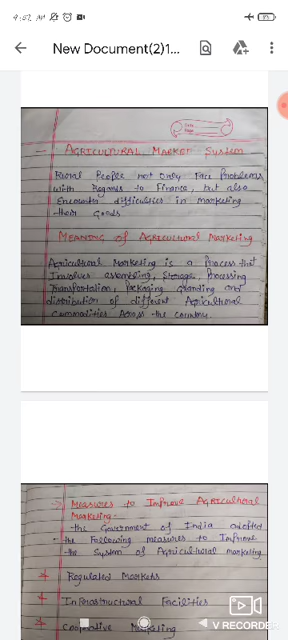 New Document(2)1...
AGRICULTURAL MARKET SYSTEM
Rural People not only face Problems
with Regards to Finance, but also
Encounter difficulties in marketing
their goods
MEANING of AGRICULTURAL MARKETING
Agricultural Marketing is a Process that
Involves assembling, Storage, Processing
Transportation, Packaging, Granding and
distribution of different Agricultural
Commodities Across the country.
→ MEASURES to IMPROVE AGRICULTURAL
MARKETING -
the Government of India adopted
the Following measures to Improve
the System of Agricultural marketing
* Regulated Markets
* Infrastructural Facilities
* Cooperative Marketing
V RECORDER